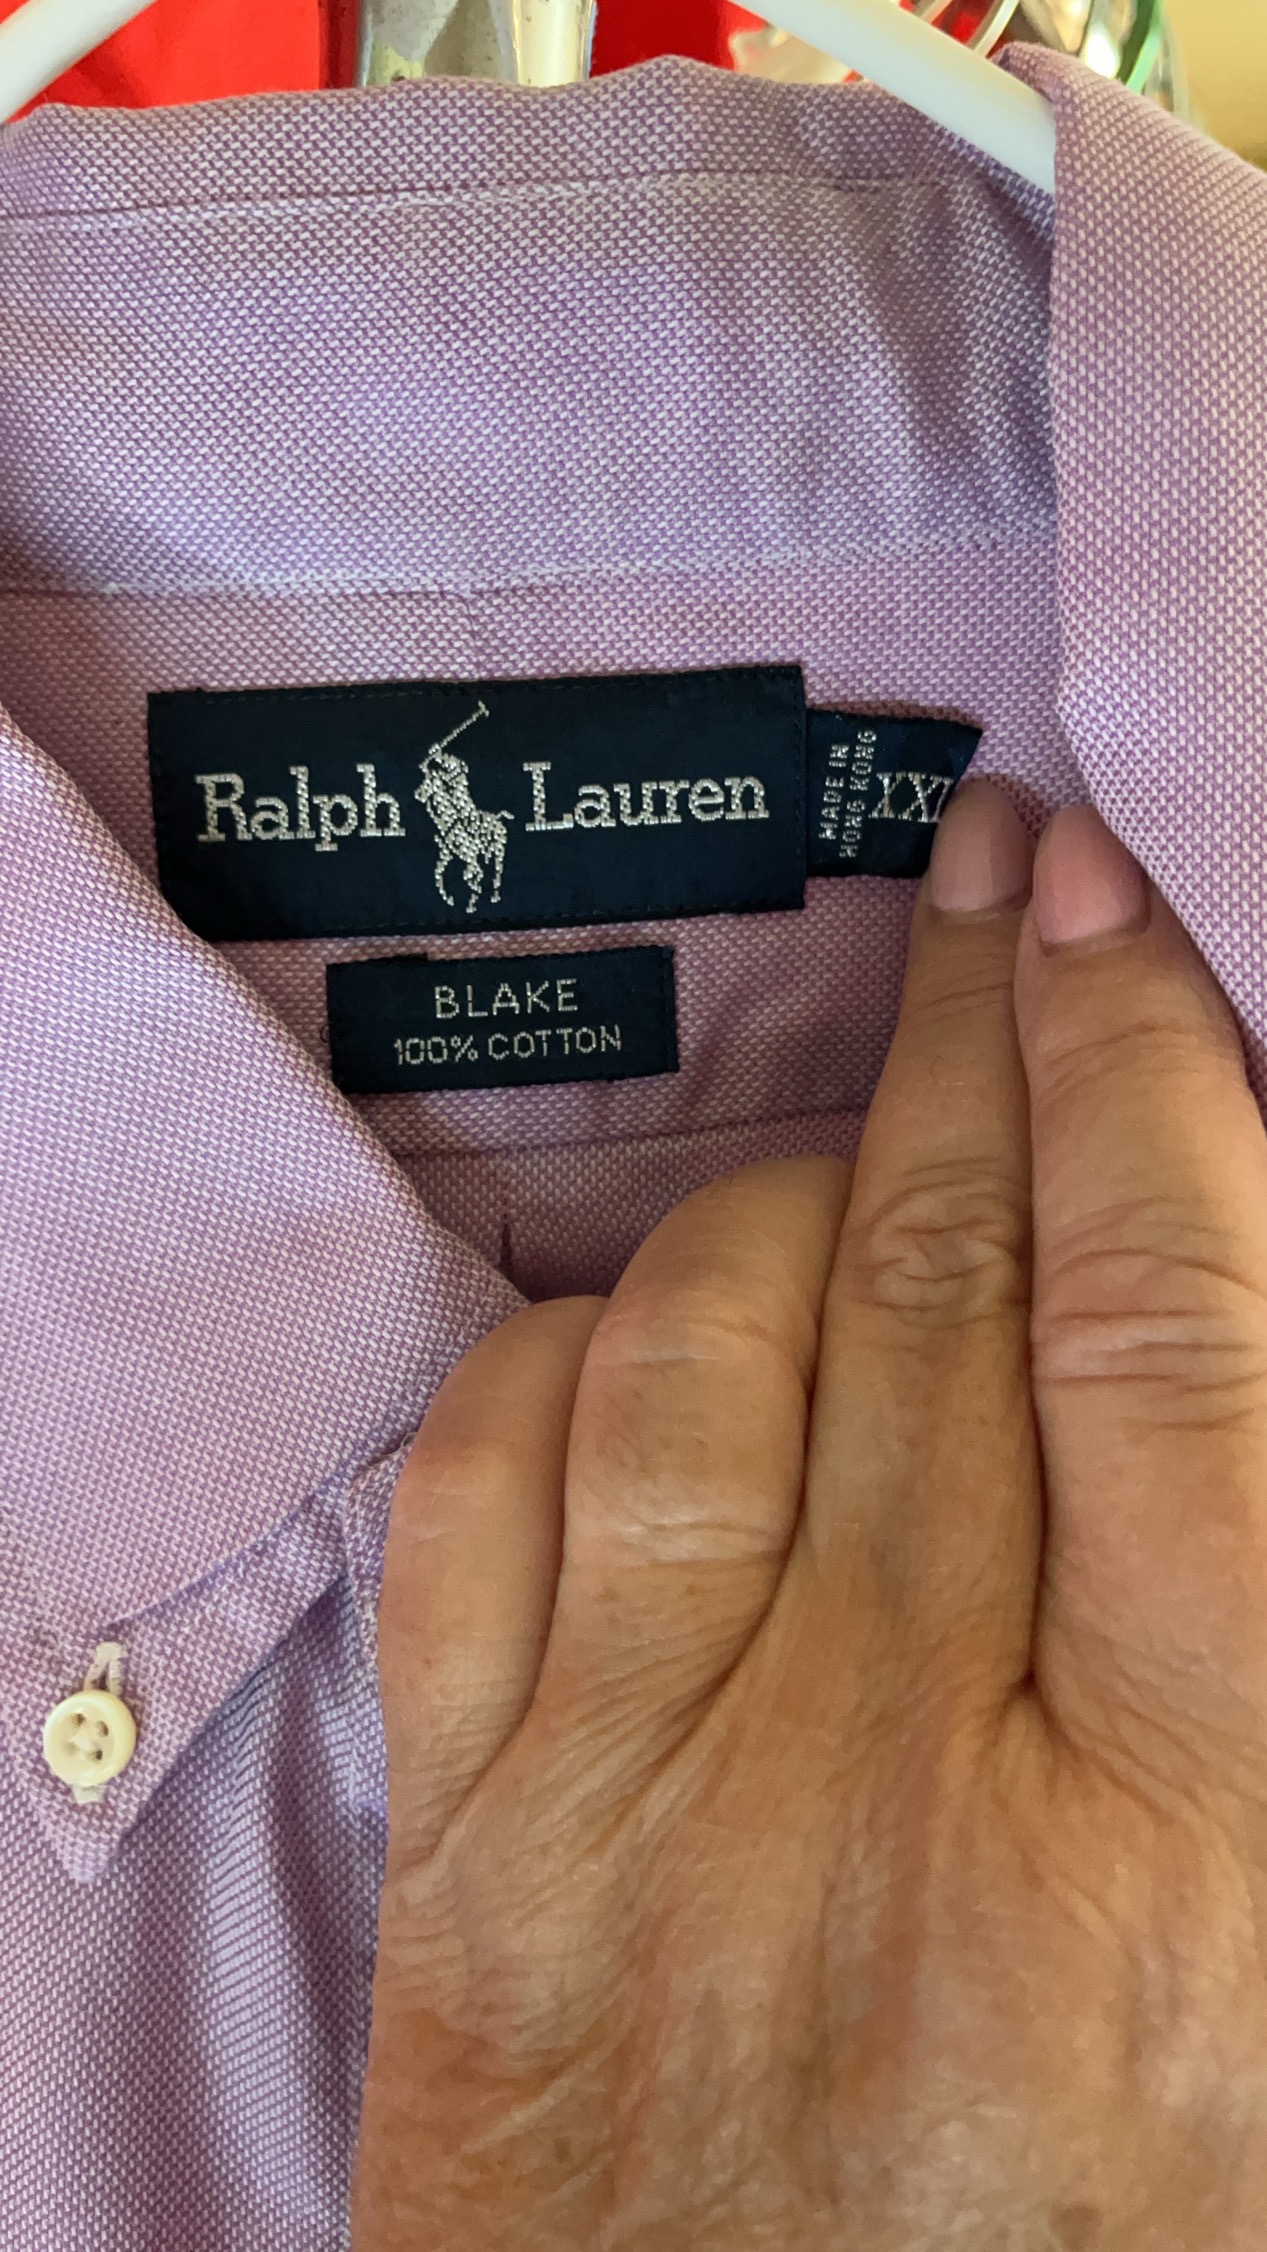 Ralph Lauren
MADE IN
HONG KONG
XXL
BLAKE
100% COTTON